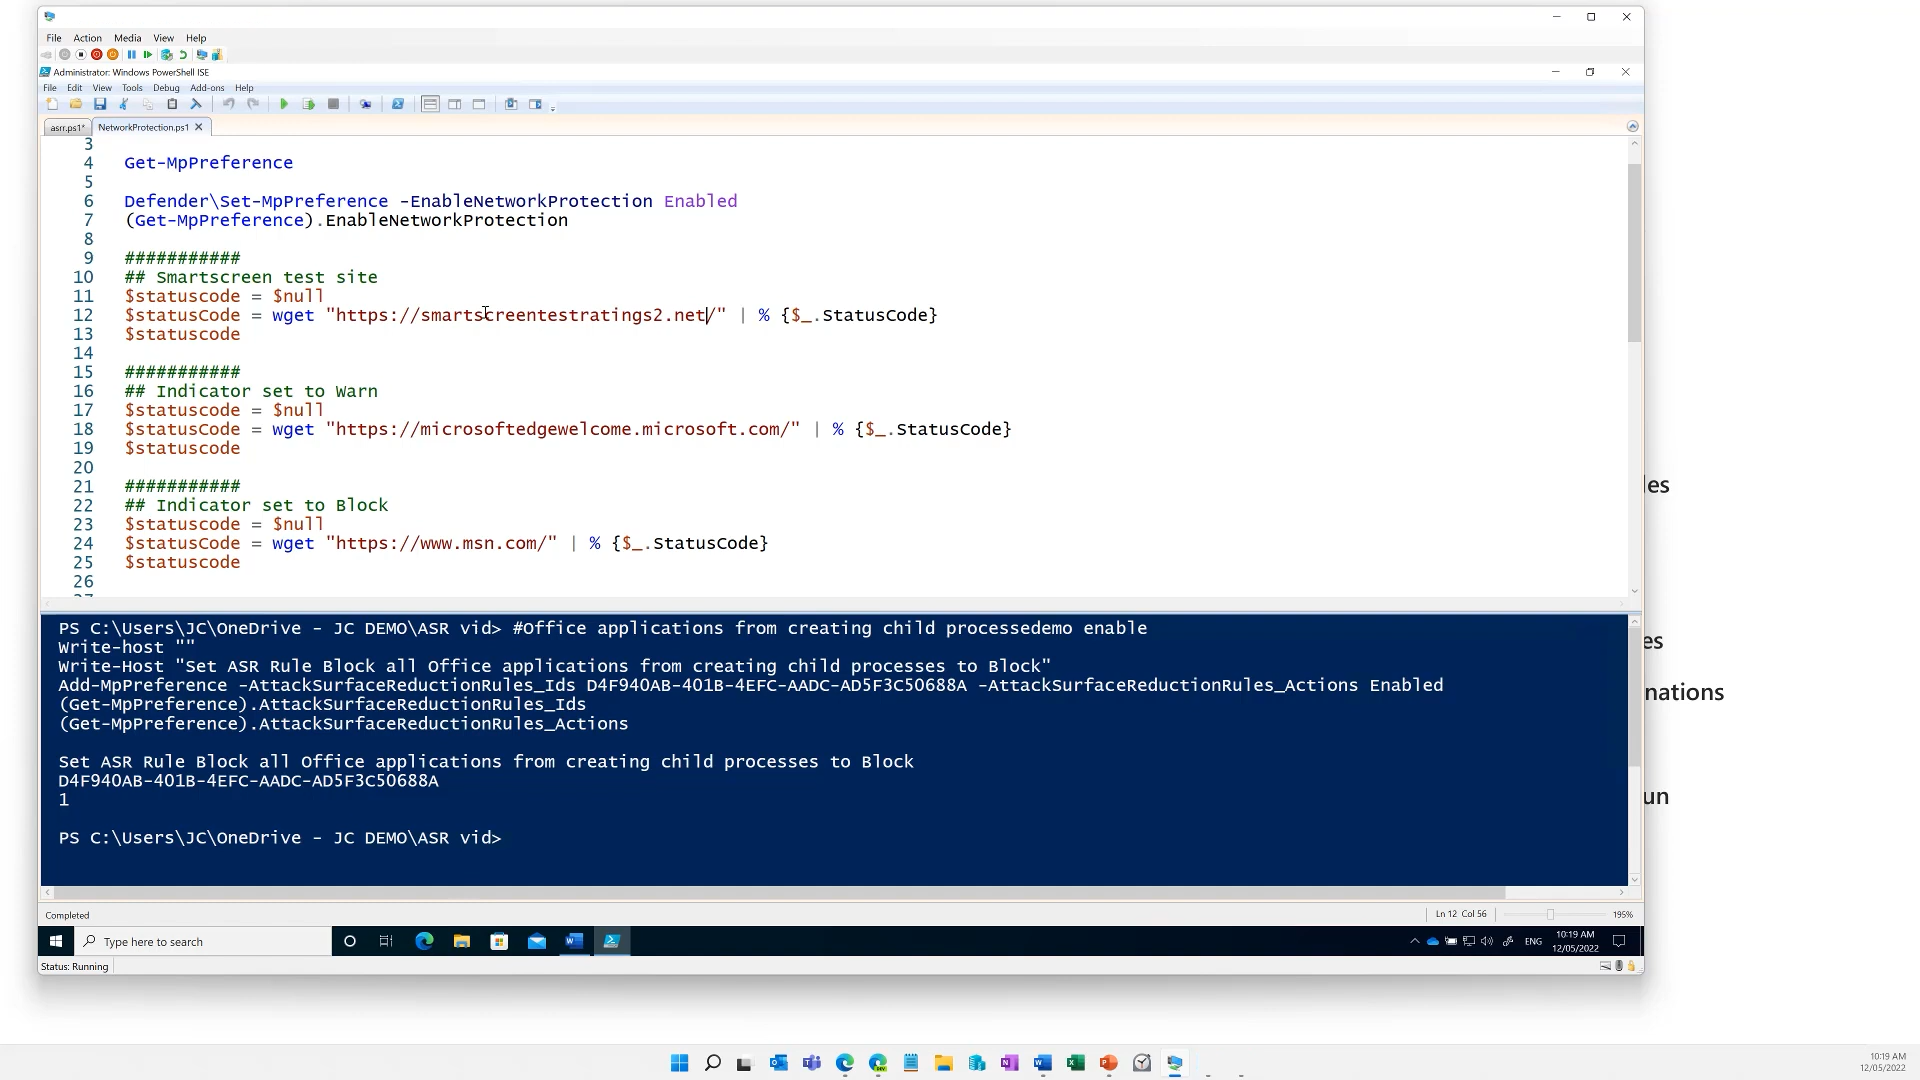 File Action Media View Help
Administrator: Windows PowerShell ISE
File Edit View Tools Debug Add-ons Help
asrr.ps1* NetworkProtection.ps1
3
4 Get-MpPreference
5
6 Defender\Set-MpPreference -EnableNetworkProtection Enabled
7 (Get-MpPreference).EnableNetworkProtection
8
9 ###########
10 ## Smartscreen test site
11 $statuscode = $null
12 $statusCode = wget "https://smartscreentestratings2.net/" | % {$_.StatusCode}
13 $statuscode
14
15 ###########
16 ## Indicator set to Warn
17 $statuscode = $null
18 $statusCode = wget "https://microsoftedgewelcome.microsoft.com/" | % {$_.StatusCode}
19 $statuscode
20
21 ###########
22 ## Indicator set to Block
23 $statuscode = $null
24 $statusCode = wget "https://www.msn.com/" | % {$_.StatusCode}
25 $statuscode
26
PS C:\Users\JC\OneDrive - JC DEMO\ASR vid> #Office applications from creating child processedemo enable
Write-host ""
Write-Host "Set ASR Rule Block all Office applications from creating child processes to Block"
Add-MpPreference -AttackSurfaceReductionRules_Ids D4F940AB-401B-4EFC-AADC-AD5F3C50688A -AttackSurfaceReductionRules_Actions Enabled
(Get-MpPreference).AttackSurfaceReductionRules_Ids
(Get-MpPreference).AttackSurfaceReductionRules_Actions
Set ASR Rule Block all Office applications from creating child processes to Block
D4F940AB-401B-4EFC-AADC-AD5F3C50688A
1
PS C:\Users\JC\OneDrive - JC DEMO\ASR vid>
Completed Ln 12 Col 56 195%
Type here to search ENG 10:19 AM
12/05/2022
Status: Running
les
es
nations
un
10:19 AM
12/05/2022